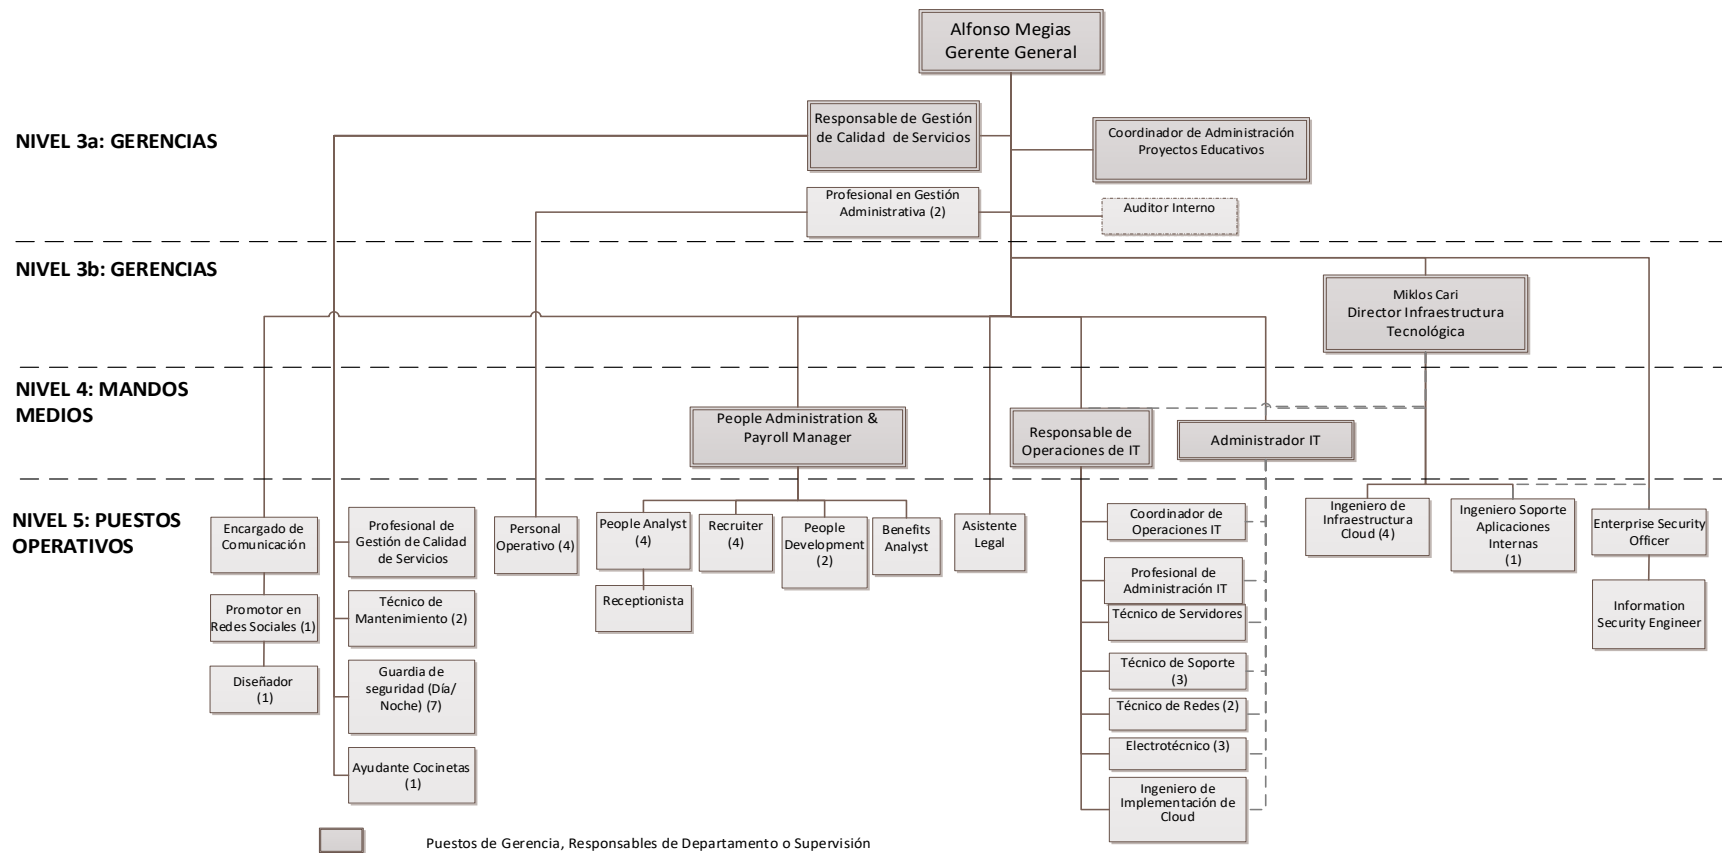 Alfonso Megias
Gerente General
NIVEL 3a: GERENCIAS
Responsable de Gestión
de Calidad de Servicios
Coordinador de Administración
Proyectos Educativos
Profesional en Gestión
Administrativa (2)
Auditor Interno
NIVEL 3b: GERENCIAS
Miklos Cari
Director Infraestructura
Tecnológica
NIVEL 4: MANDOS
MEDIOS
People Administration &
Payroll Manager
Responsable de
Operaciones de IT
Administrador IT
NIVEL 5: PUESTOS
OPERATIVOS
Encargado de
Comunicación
Promotor en
Redes Sociales (1)
Diseñador
(1)
Profesional de
Gestión de Calidad
de Servicios
Técnico de
Mantenimiento (2)
Guardia de
seguridad (Día/
Noche) (7)
Ayudante Cocinetas
(1)
Personal
Operativo (4)
People Analyst
(4)
Receptionista
Recruiter
(4)
People
Development
(2)
Benefits
Analyst
Asistente
Legal
Coordinador de
Operaciones IT
Profesional de
Administración IT
Técnico de Servidores
Técnico de Soporte
(3)
Técnico de Redes (2)
Electrotécnico (3)
Ingeniero de
Implementación de
Cloud
Ingeniero de
Infraestructura
Cloud (4)
Ingeniero Soporte
Aplicaciones
Internas
(1)
Enterprise Security
Officer
Information
Security Engineer
Puestos de Gerencia, Responsables de Departamento o Supervisión